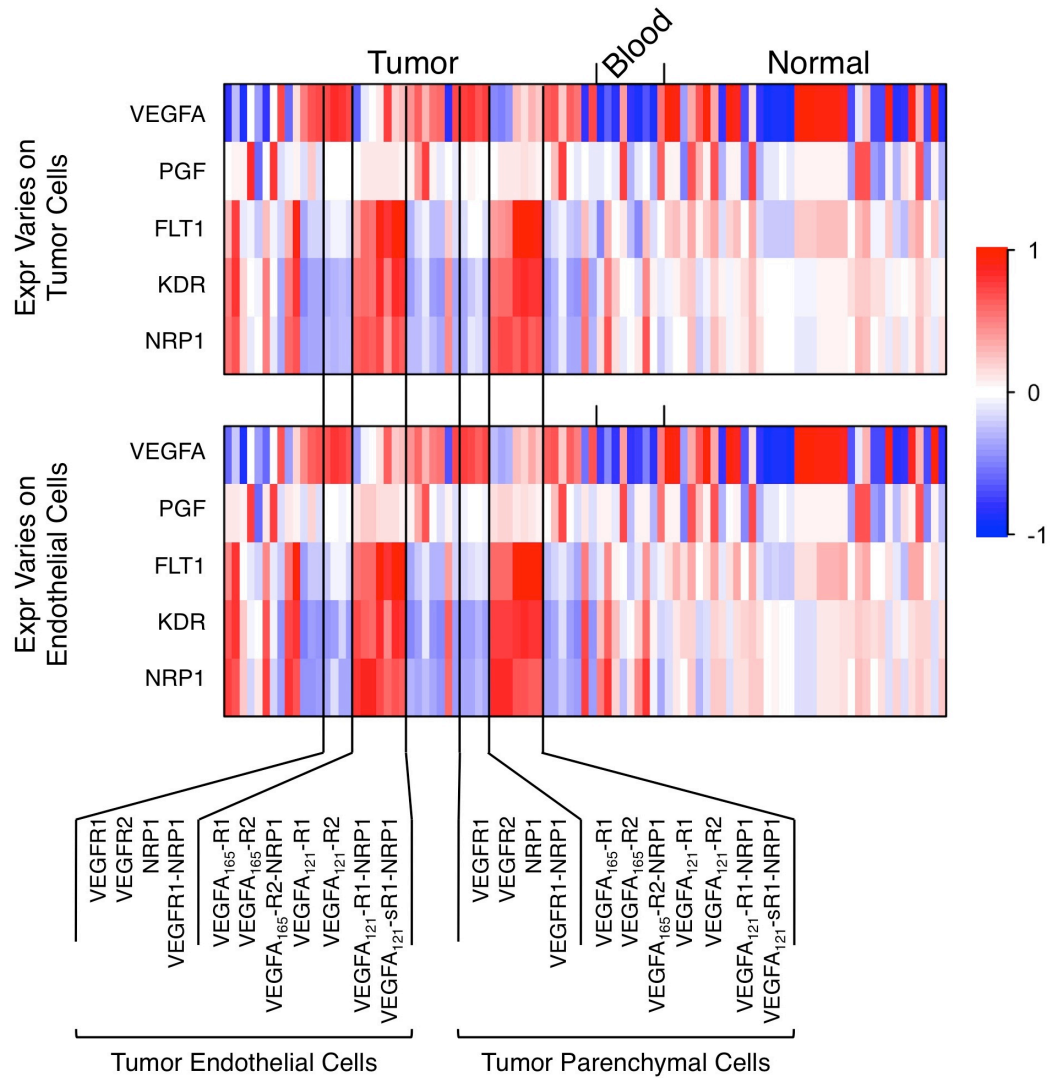 Tumor
Blood
Normal
Expr Varies on
Tumor Cells
VEGFA
PGF
FLT1
KDR
NRP1
1
0
-1
Expr Varies on
Endothelial Cells
VEGFA
PGF
FLT1
KDR
NRP1
VEGFR1
VEGFR2
NRP1
VEGFR1-NRP1
VEGFA165-R1
VEGFA165-R2
VEGFA165-R2-NRP1
VEGFA121-R1
VEGFA121-R2
VEGFA121-R1-NRP1
VEGFA121-sR1-NRP1
VEGFR1
VEGFR2
NRP1
VEGFR1-NRP1
VEGFA165-R1
VEGFA165-R2
VEGFA165-R2-NRP1
VEGFA121-R1
VEGFA121-R2
VEGFA121-R1-NRP1
VEGFA121-sR1-NRP1
Tumor Endothelial Cells
Tumor Parenchymal Cells